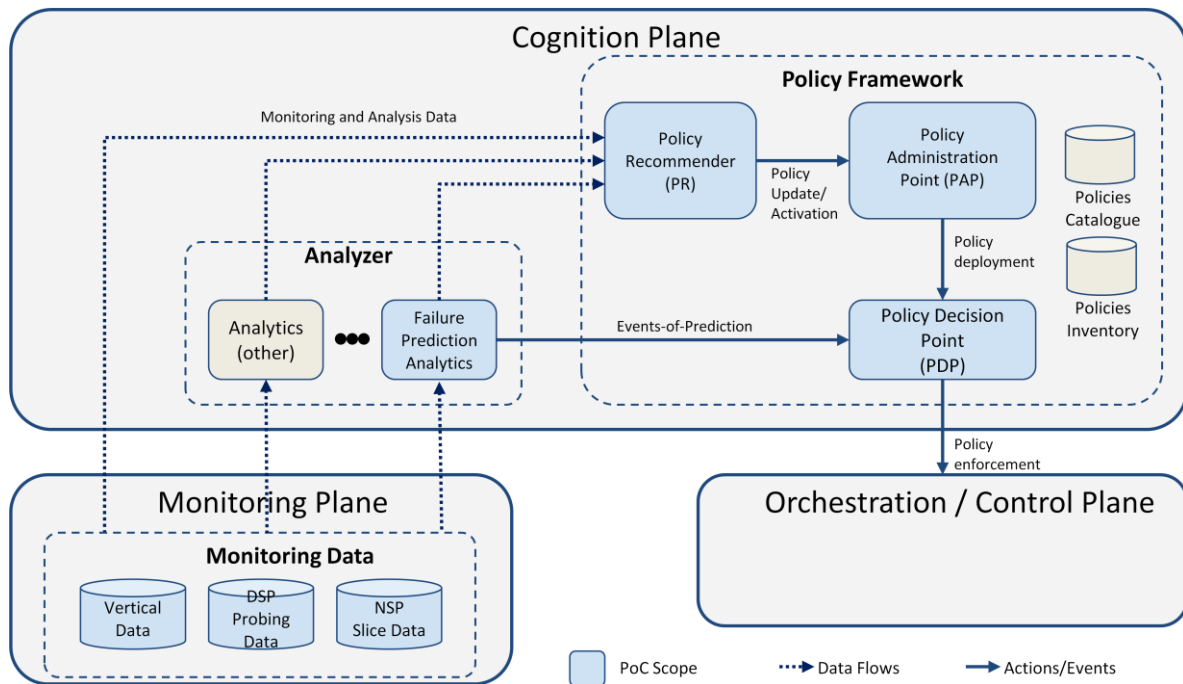 Cognition Plane
Policy Framework
Monitoring and Analysis Data
Policy
Recommender
(PR)
Policy
Update/
Activation
Policy
Administration
Point (PAP)
Policies
Catalogue
Policy
deployment
Policies
Inventory
Analyzer
Analytics
(other)
Failure
Prediction
Analytics
Events-of-Prediction
Policy Decision
Point
(PDP)
Policy
enforcement
Monitoring Plane
Monitoring Data
Vertical
Data
DSP
Probing
Data
NSP
Slice Data
Orchestration / Control Plane
PoC Scope
Data Flows
Actions/Events